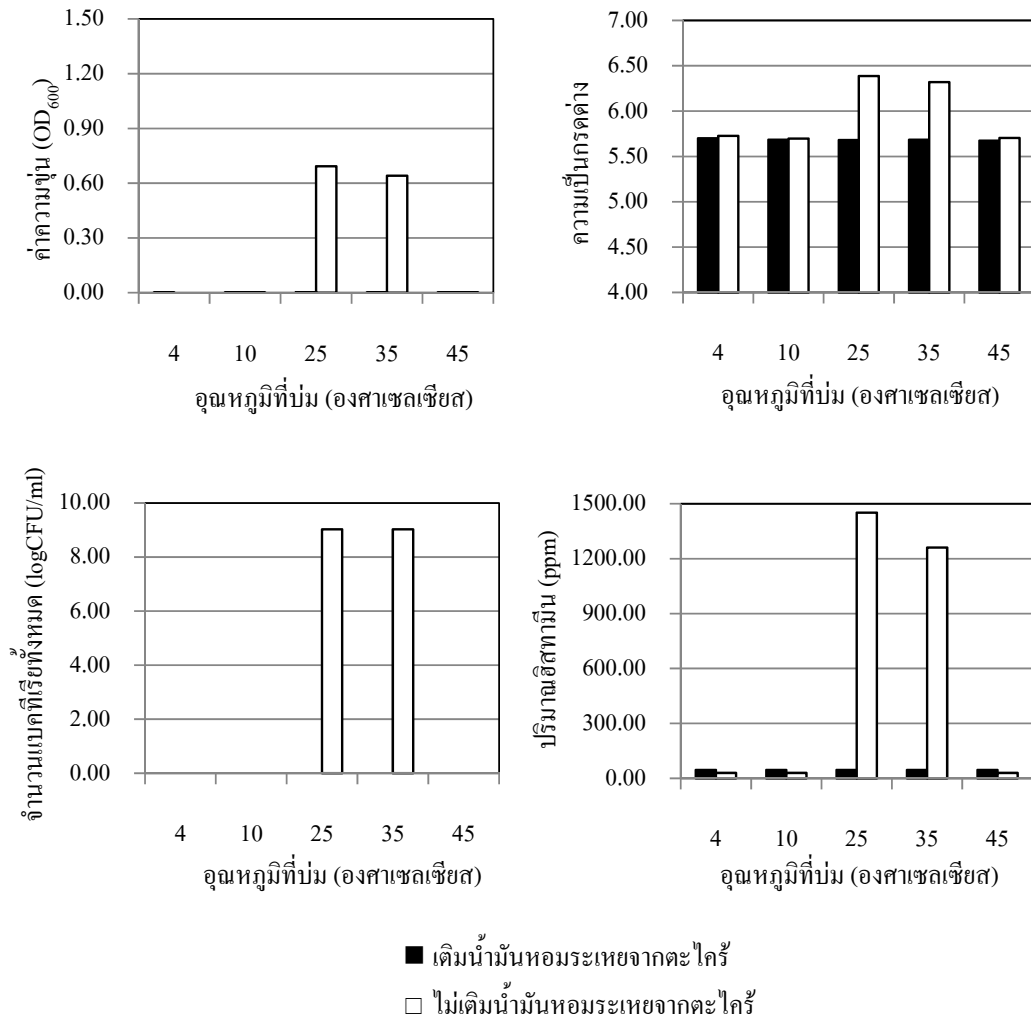 1.50
1.20
0.90
0.60
0.30
0.00
ค่าความขุ่น (OD600)
4 10 25 35 45
อุณหภูมิที่บ่ม (องศาเซลเซียส)
7.00
6.50
6.00
5.50
5.00
4.50
4.00
ความเป็นกรดด่าง
4 10 25 35 45
อุณหภูมิที่บ่ม (องศาเซลเซียส)
10.00
8.00
6.00
4.00
2.00
0.00
จำนวนแบคทีเรียทั้งหมด (logCFU/ml)
4 10 25 35 45
อุณหภูมิที่บ่ม (องศาเซลเซียส)
1500.00
1200.00
900.00
600.00
300.00
0.00
ปริมาณฮิสทามีน (ppm)
4 10 25 35 45
อุณหภูมิที่บ่ม (องศาเซลเซียส)
เติมน้ำมันหอมระเหยจากตะไคร้
ไม่เติมน้ำมันหอมระเหยจากตะไคร้